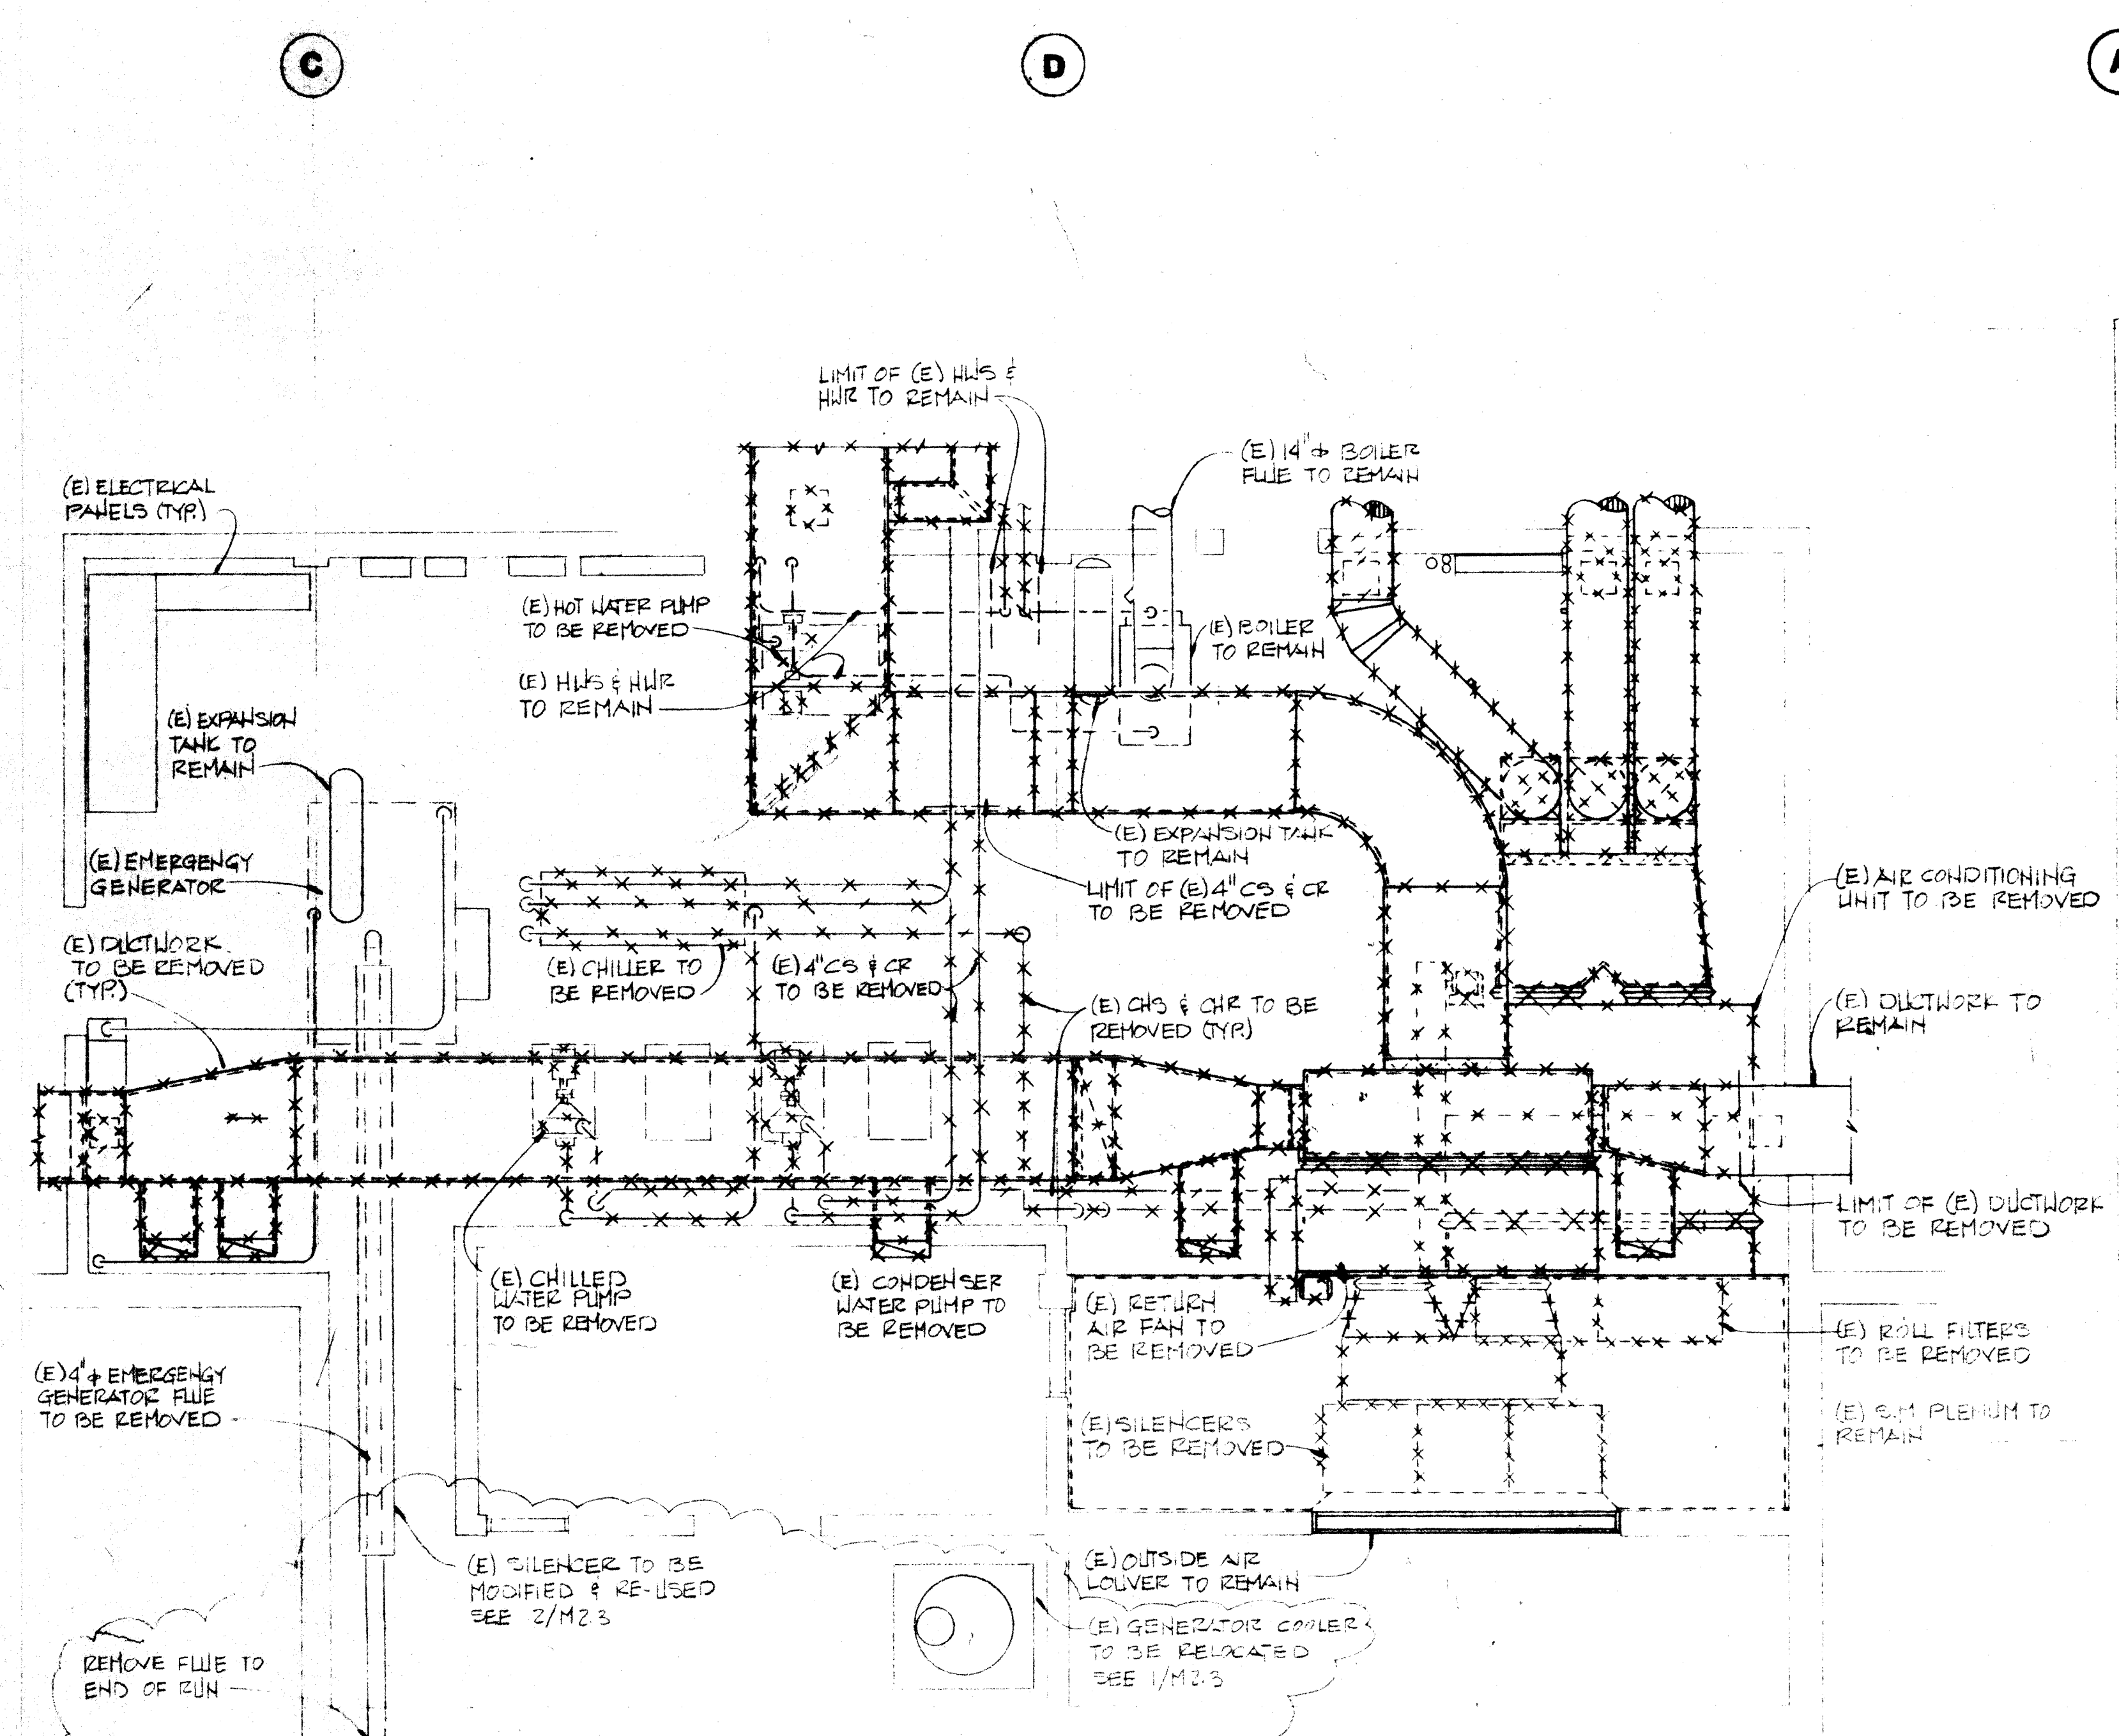 C
D
LIMIT OF (E) HWS &
HWR TO REMAIN
(E) 14"ϕ BOILER
FLUE TO REMAIN
(E) ELECTRICAL
PANELS (TYP.)
(E) HOT WATER PUMP
TO BE REMOVED
(E) BOILER
TO REMAIN
(E) HWS & HWR
TO REMAIN
(E) EXPANSION
TANK TO
REMAIN
(E) EXPANSION TANK
TO REMAIN
(E) EMERGENCY
GENERATOR
LIMIT OF (E) 4" CS & CR
TO BE REMOVED
(E) AIR CONDITIONING
UNIT TO BE REMOVED
(E) DUCTWORK
TO BE REMOVED
(TYP.)
(E) CHILLER TO
BE REMOVED
(E) 4" CS & CR
TO BE REMOVED
(E) CHS & CHR TO BE
REMOVED (TYP.)
(E) DUCTWORK TO
REMAIN
LIMIT OF (E) DUCTWORK
TO BE REMOVED
(E) CHILLED
WATER PUMP
TO BE REMOVED
(E) CONDENSER
WATER PUMP TO
BE REMOVED
(E) RETURN
AIR FAN TO
BE REMOVED
(E) ROLL FILTERS
TO BE REMOVED
(E) 4"ϕ EMERGENCY
GENERATOR FLUE
TO BE REMOVED
(E) SILENCERS
TO BE REMOVED
(E) S.M. PLENUM TO
REMAIN
(E) SILENCER TO BE
MODIFIED & RE-USED
SEE 2/M2.3
(E) OUTSIDE AIR
LOUVER TO REMAIN
(E) GENERATOR COOLER
TO BE RELOCATED
SEE 1/M2.3
REMOVE FLUE TO
END OF RUN